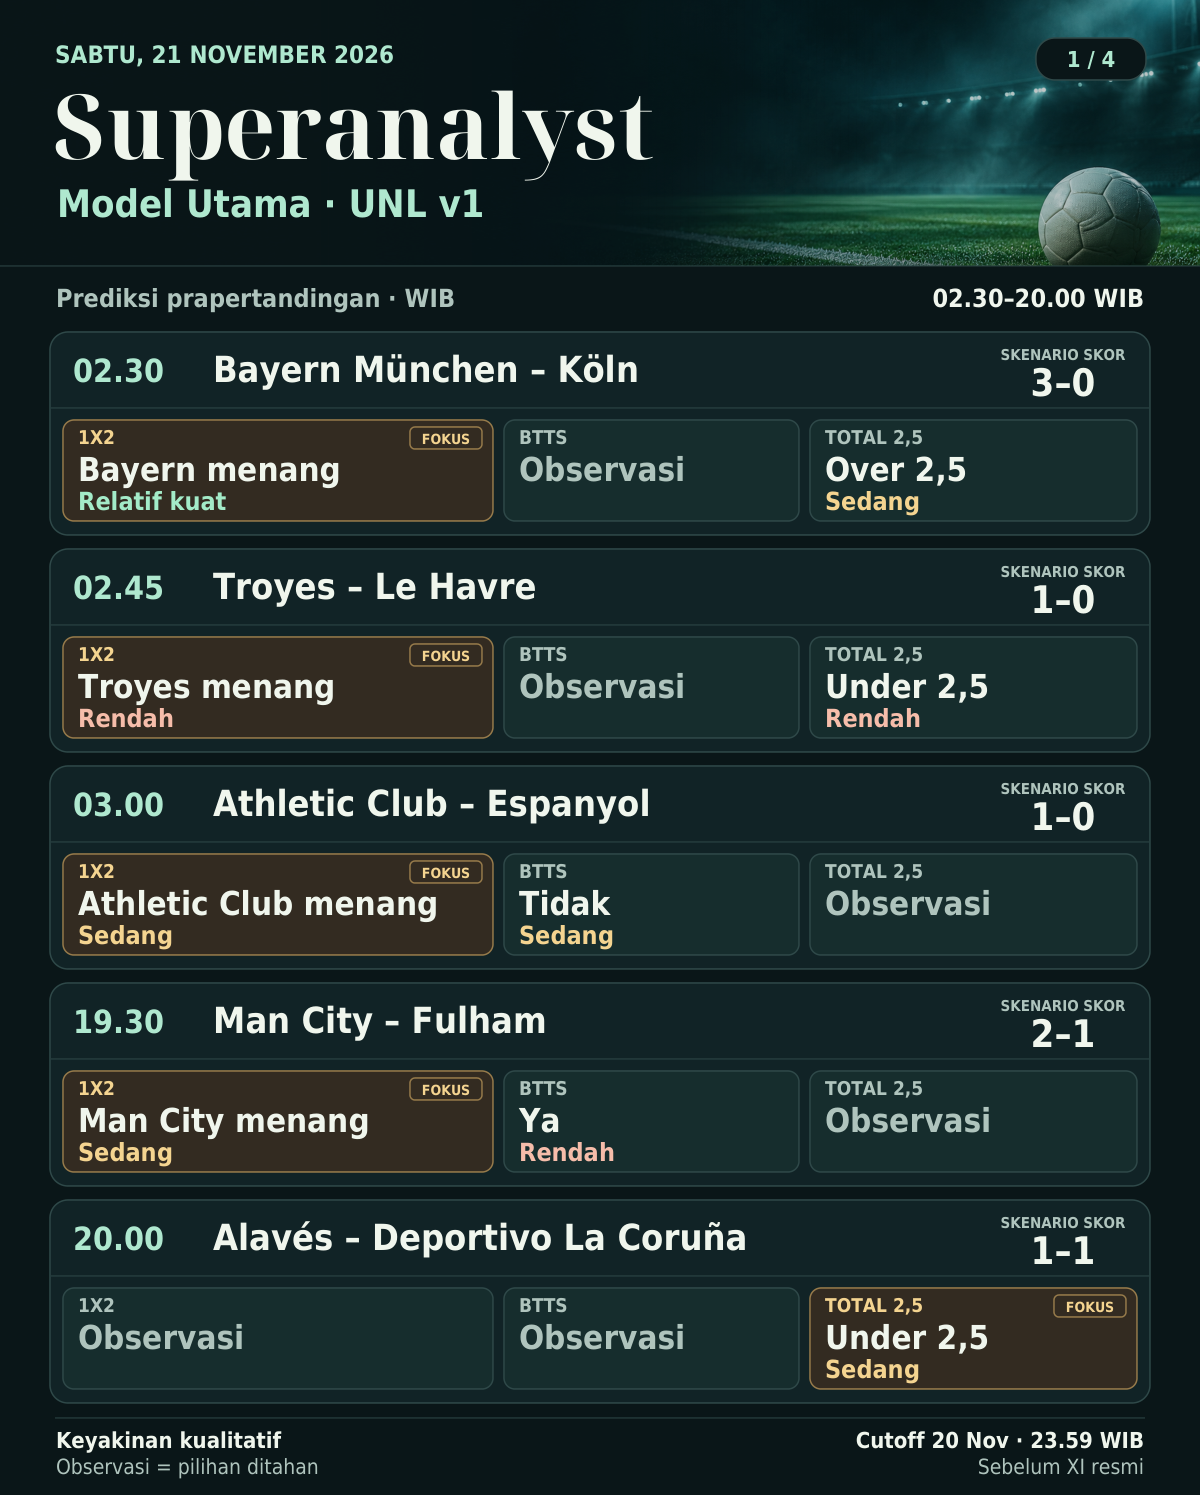 SABTU, 21 NOVEMBER 2026
1 / 4
Superanalyst
Model Utama · UNL v1
Prediksi prapertandingan · WIB
02.30–20.00 WIB
02.30
Bayern München – Köln
SKENARIO SKOR
3–0
1X2
FOKUS
Bayern menang
Relatif kuat
BTTS
Observasi
TOTAL 2,5
Over 2,5
Sedang
02.45
Troyes – Le Havre
SKENARIO SKOR
1–0
1X2
FOKUS
Troyes menang
Rendah
BTTS
Observasi
TOTAL 2,5
Under 2,5
Rendah
03.00
Athletic Club – Espanyol
SKENARIO SKOR
1–0
1X2
FOKUS
Athletic Club menang
Sedang
BTTS
Tidak
Sedang
TOTAL 2,5
Observasi
19.30
Man City – Fulham
SKENARIO SKOR
2–1
1X2
FOKUS
Man City menang
Sedang
BTTS
Ya
Rendah
TOTAL 2,5
Observasi
20.00
Alavés – Deportivo La Coruña
SKENARIO SKOR
1–1
1X2
Observasi
BTTS
Observasi
TOTAL 2,5
FOKUS
Under 2,5
Sedang
Keyakinan kualitatif
Observasi = pilihan ditahan
Cutoff 20 Nov · 23.59 WIB
Sebelum XI resmi